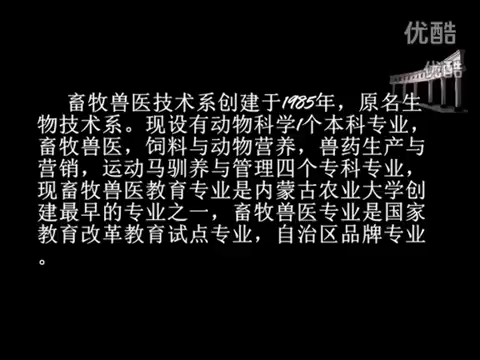 优酷
优酷
畜牧兽医技术系创建于1985年，原名生
物技术系。现设有动物科学1个本科专业，
畜牧兽医，饲料与动物营养，兽药生产与
营销，运动马驯养与管理四个专科专业，
现畜牧兽医教育专业是内蒙古农业大学创
建最早的专业之一，畜牧兽医专业是国家
教育改革教育试点专业，自治区品牌专业
。